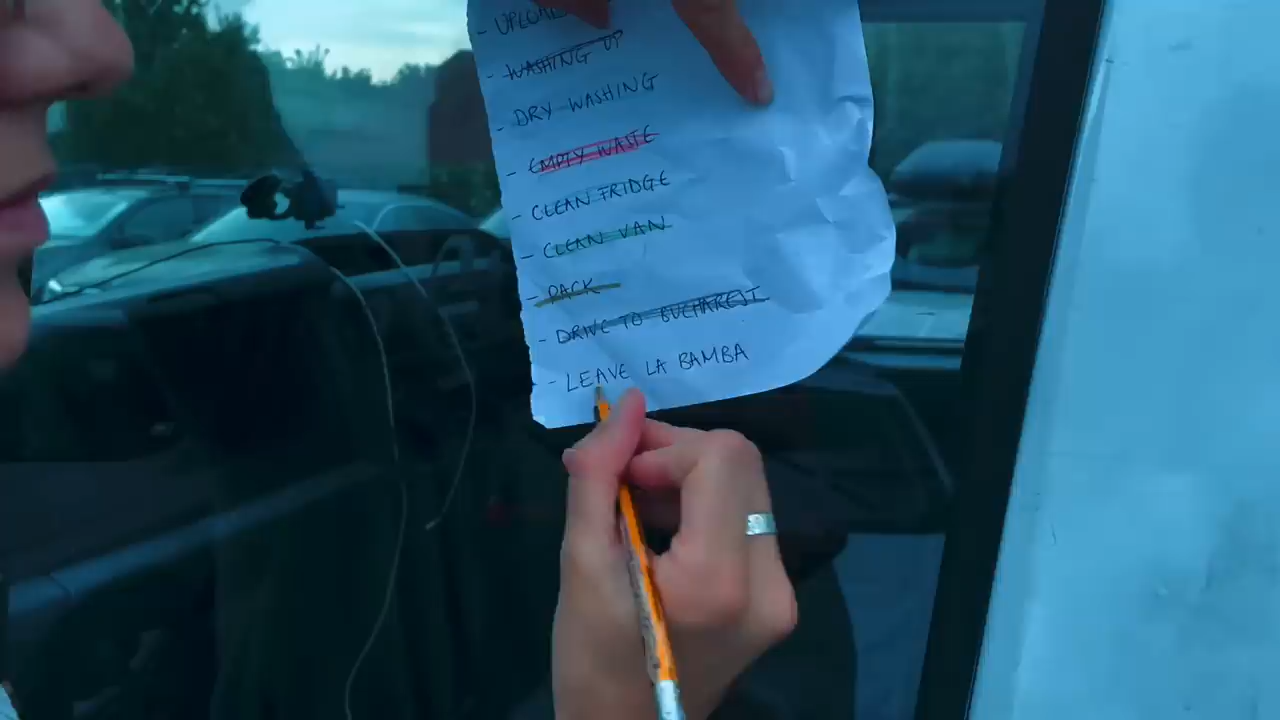 - WASHING UP
- DRY WASHING
- EMPTY WASTE
- CLEAN FRIDGE
- CLEAN VAN
- PACK
- DRIVE TO BUCHAREST
- LEAVE LA BAMBA